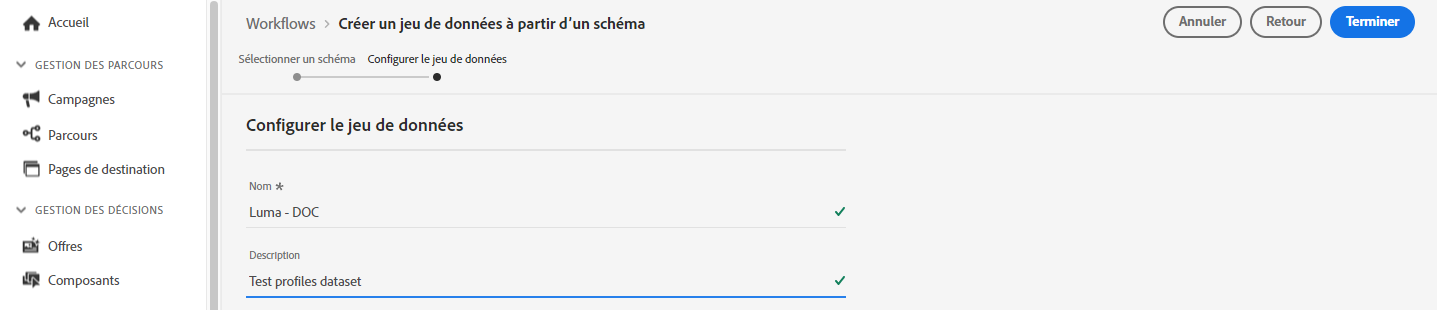 Accueil
GESTION DES PARCOURS
Campagnes
Parcours
Pages de destination
GESTION DES DÉCISIONS
Offres
Composants
Workflows > Créer un jeu de données à partir d'un schéma
Annuler
Retour
Terminer
Sélectionner un schéma
Configurer le jeu de données
Configurer le jeu de données
Nom *
Luma - DOC
Description
Test profiles dataset